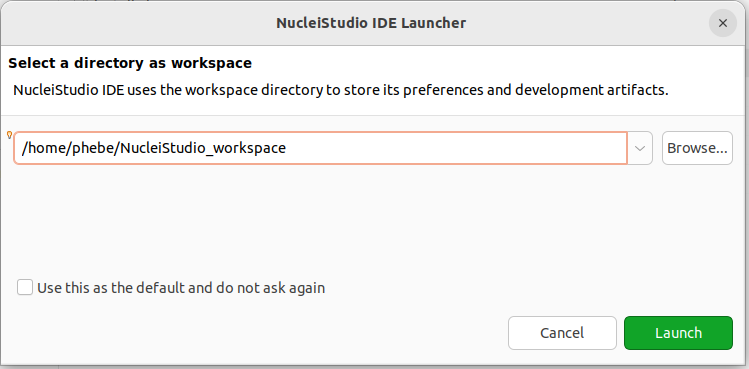 NucleiStudio IDE Launcher
Select a directory as workspace
NucleiStudio IDE uses the workspace directory to store its preferences and development artifacts.
/home/phebe/NucleiStudio_workspace
Browse...
Use this as the default and do not ask again
Cancel
Launch